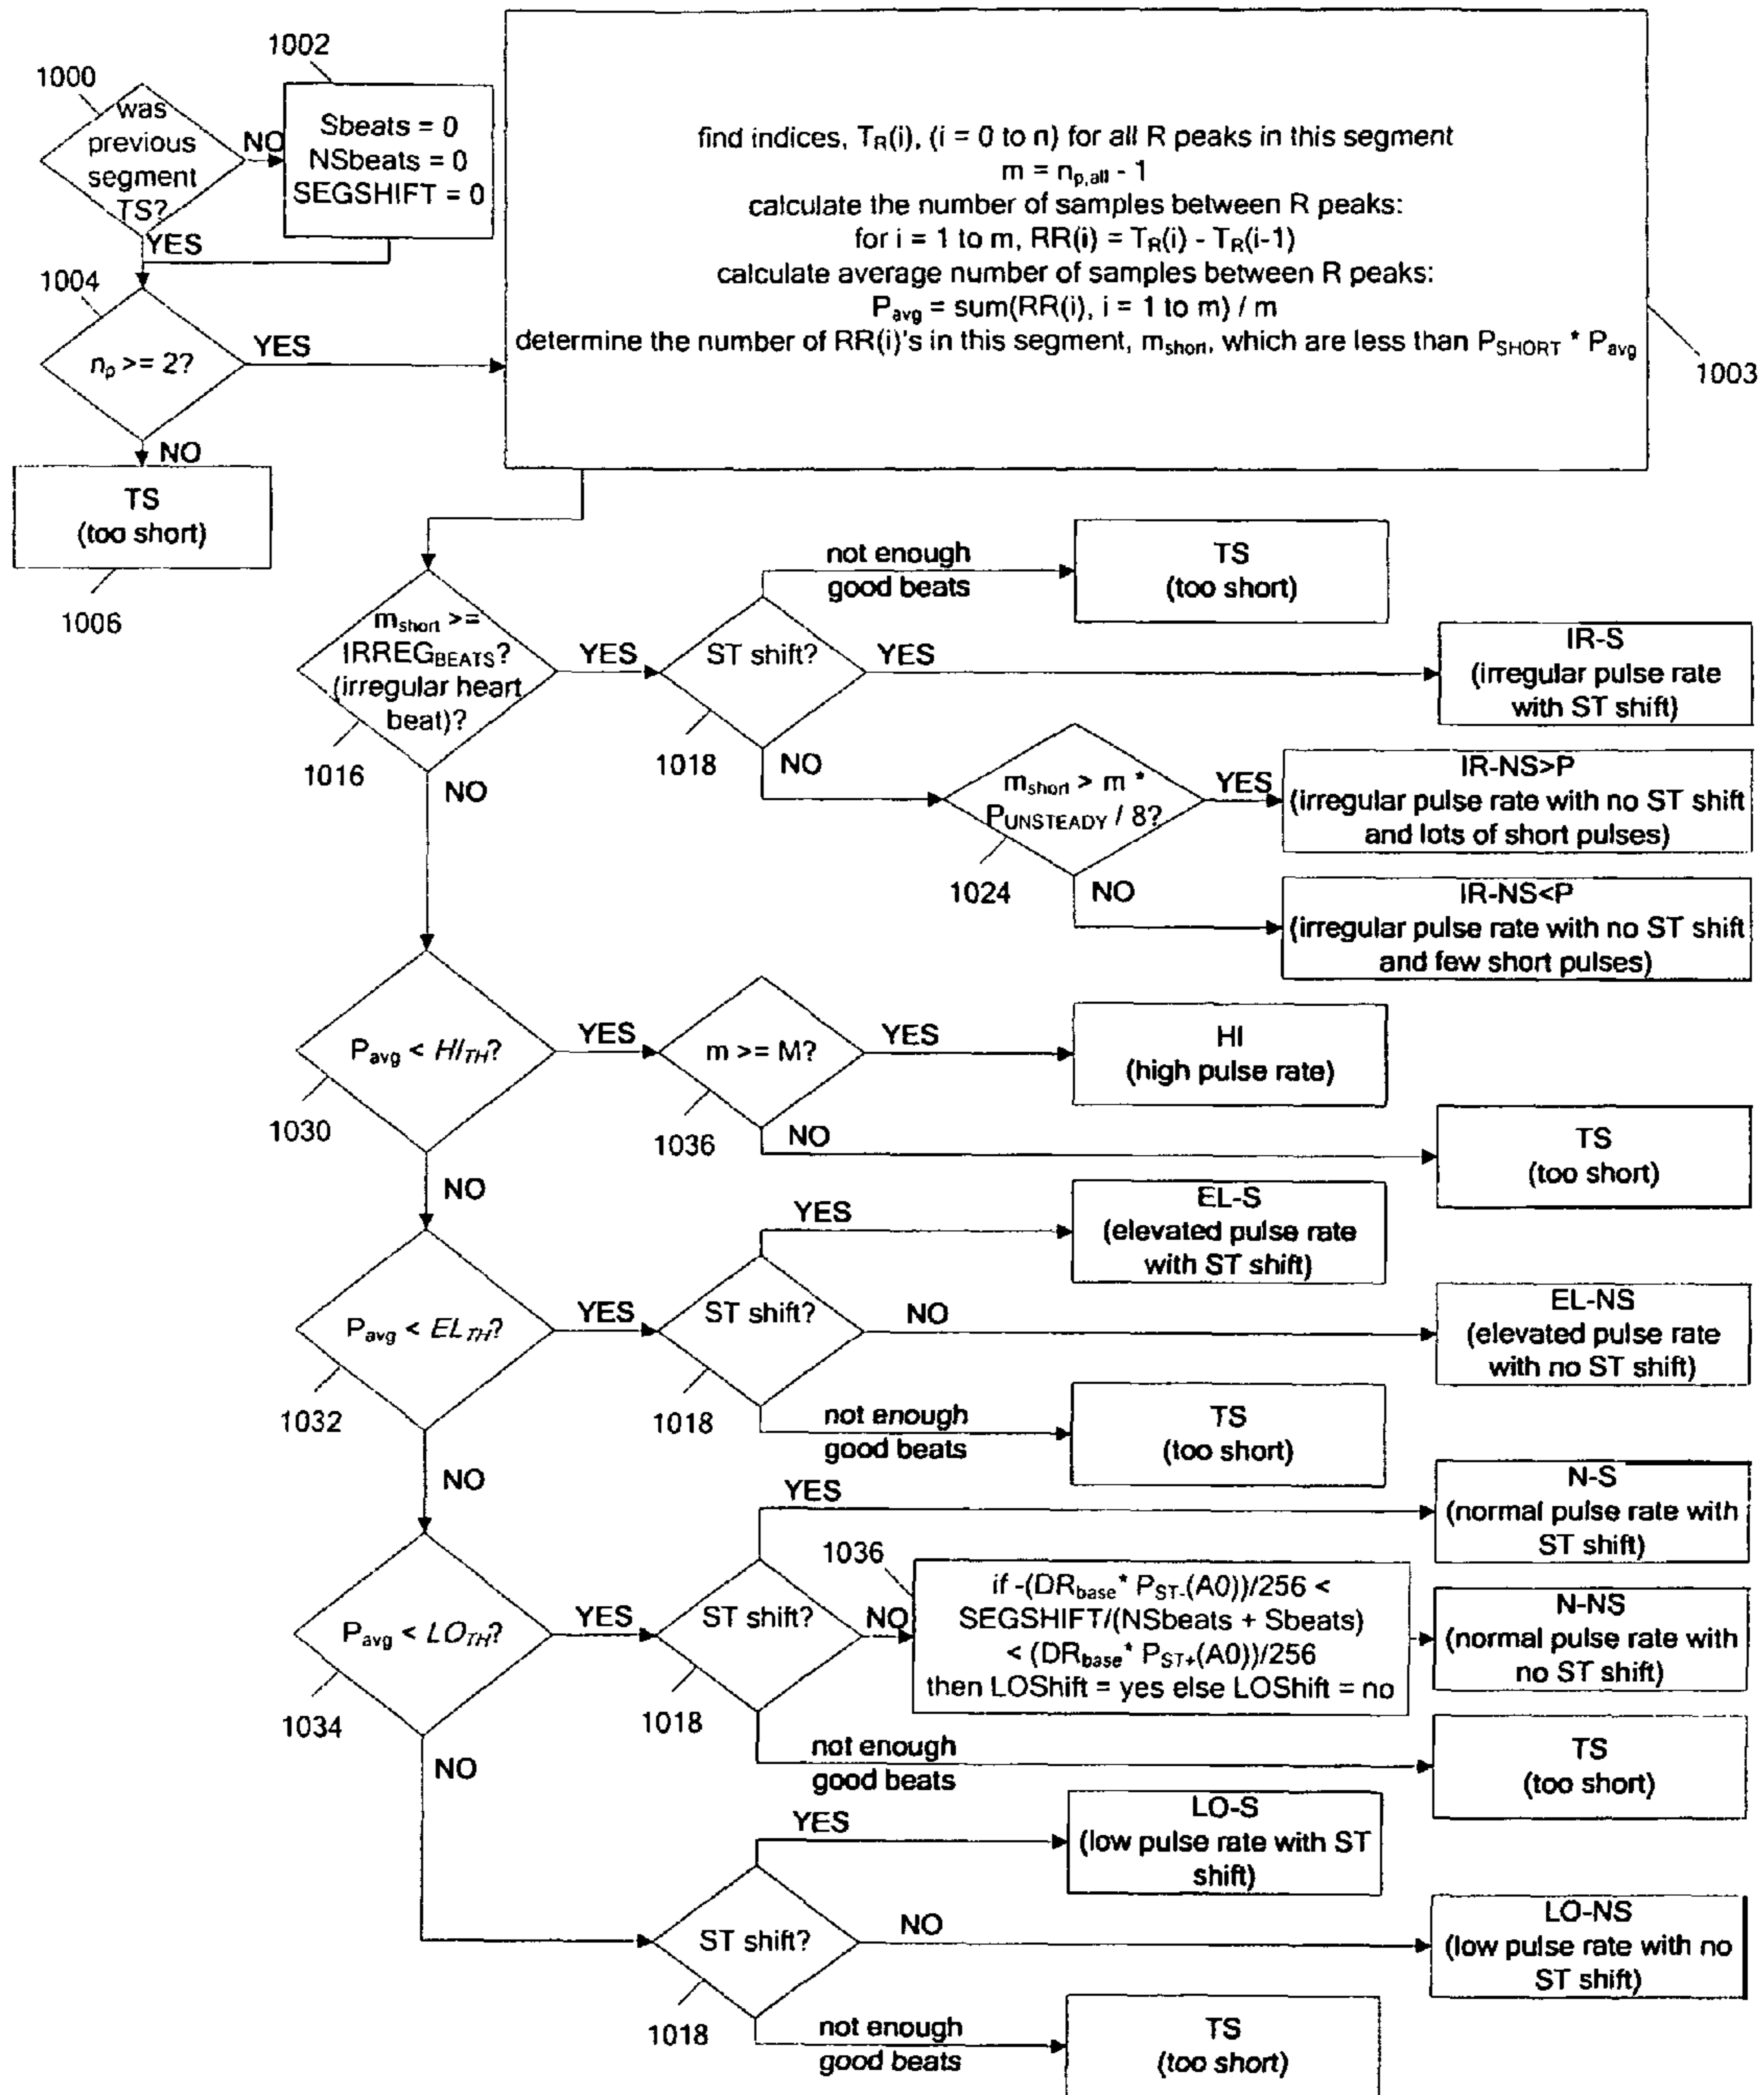 1002
1000
was
previous
segment
TS?
NO
Sbeats = 0
NSbeats = 0
SEGSHIFT = 0
YES
1004
n_p >= 2?
YES
NO
TS
(too short)
1006
find indices, T_R(i), (i = 0 to n) for all R peaks in this segment
m = n_p,all - 1
calculate the number of samples between R peaks:
for i = 1 to m, RR(i) = T_R(i) - T_R(i-1)
calculate average number of samples between R peaks:
P_avg = sum(RR(i), i = 1 to m) / m
determine the number of RR(i)'s in this segment, m_short, which are less than P_SHORT * P_avg
1003
m_short >=
IRREG_BEATS?
(irregular heart
beat)?
1016
YES
NO
ST shift?
1018
not enough
good beats
TS
(too short)
YES
IR-S
(irregular pulse rate
with ST shift)
NO
m_short > m *
P_UNSTEADY / 8?
1024
YES
IR-NS>P
(irregular pulse rate with no ST shift
and lots of short pulses)
NO
IR-NS<P
(irregular pulse rate with no ST shift
and few short pulses)
P_avg < HI_TH?
1030
YES
NO
m >= M?
1036
YES
HI
(high pulse rate)
NO
TS
(too short)
P_avg < EL_TH?
1032
YES
NO
ST shift?
1018
YES
EL-S
(elevated pulse rate
with ST shift)
NO
EL-NS
(elevated pulse rate
with no ST shift)
not enough
good beats
TS
(too short)
P_avg < LO_TH?
1034
YES
NO
ST shift?
1018
YES
N-S
(normal pulse rate with
ST shift)
NO
1036
if -(DR_base* P_ST-(A0))/256 <
SEGSHIFT/(NSbeats + Sbeats)
< (DR_base* P_ST+(A0))/256
then LOShift = yes else LOShift = no
N-NS
(normal pulse rate with
no ST shift)
not enough
good beats
TS
(too short)
ST shift?
1018
YES
LO-S
(low pulse rate with ST
shift)
NO
LO-NS
(low pulse rate with no
ST shift)
not enough
good beats
TS
(too short)